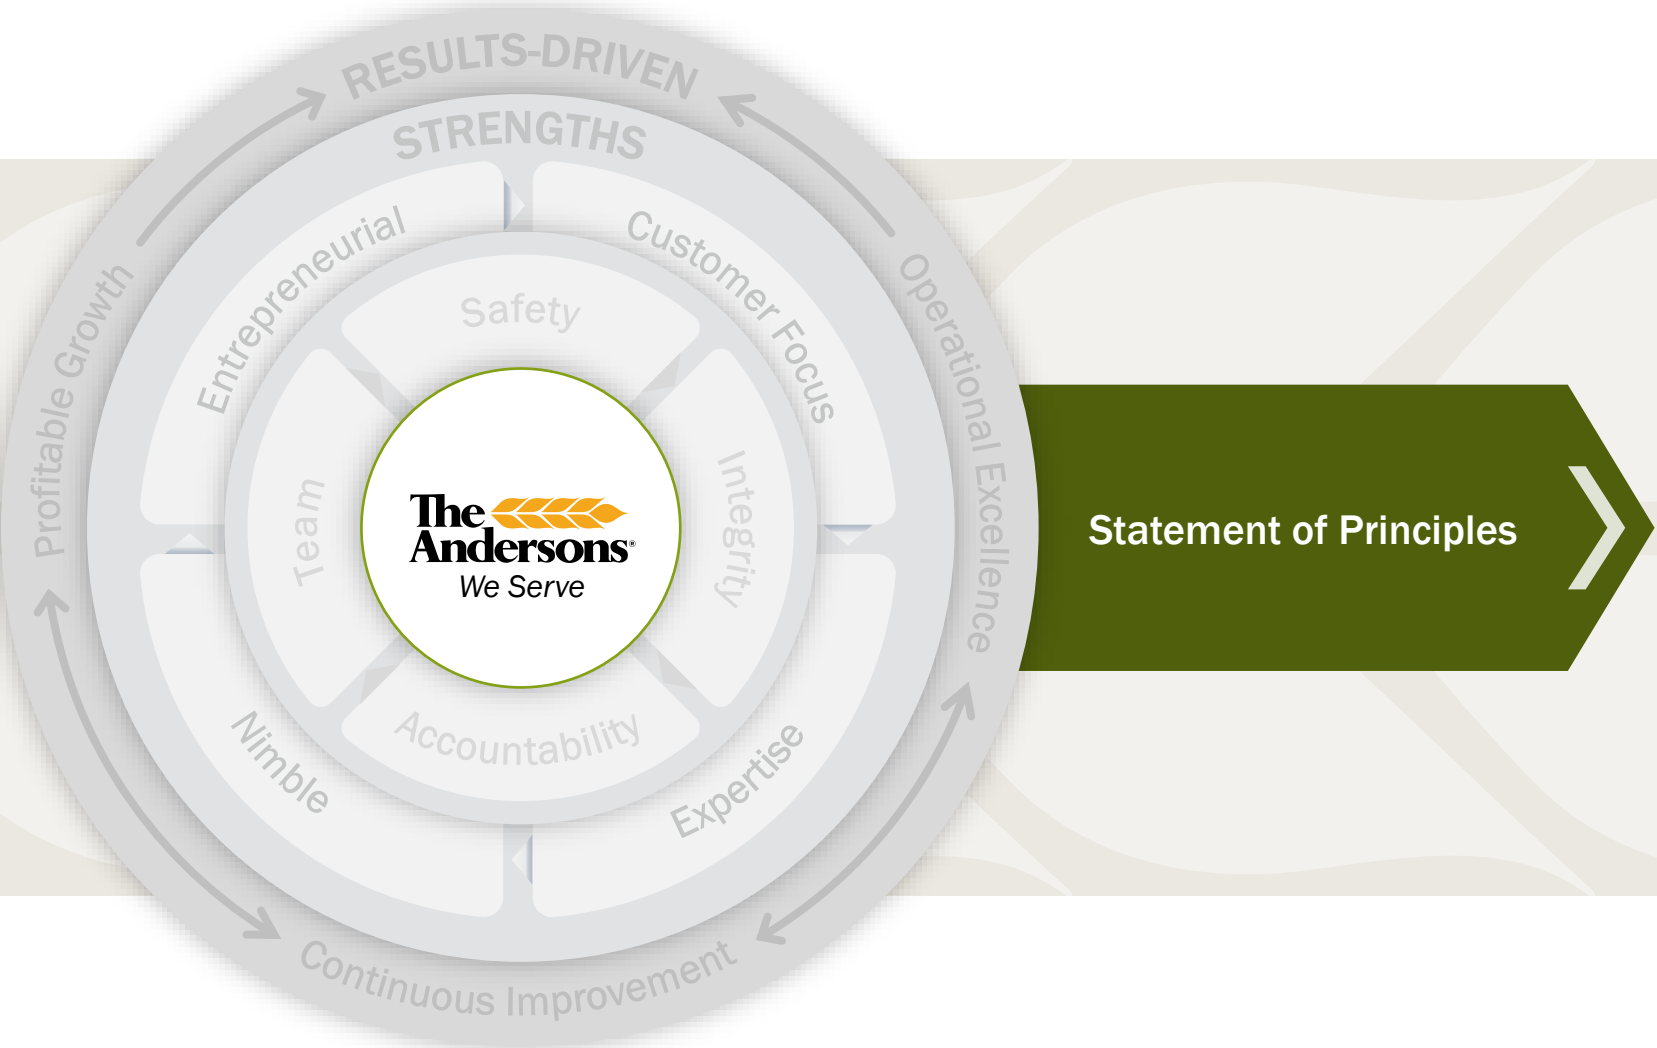 RESULTS-DRIVEN
STRENGTHS
Entrepreneurial
Customer Focus
Profitable Growth
Operational Excellence
Safety
Team
Integrity
The
Andersons®
We Serve
Statement of Principles
Accountability
Nimble
Expertise
Continuous Improvement